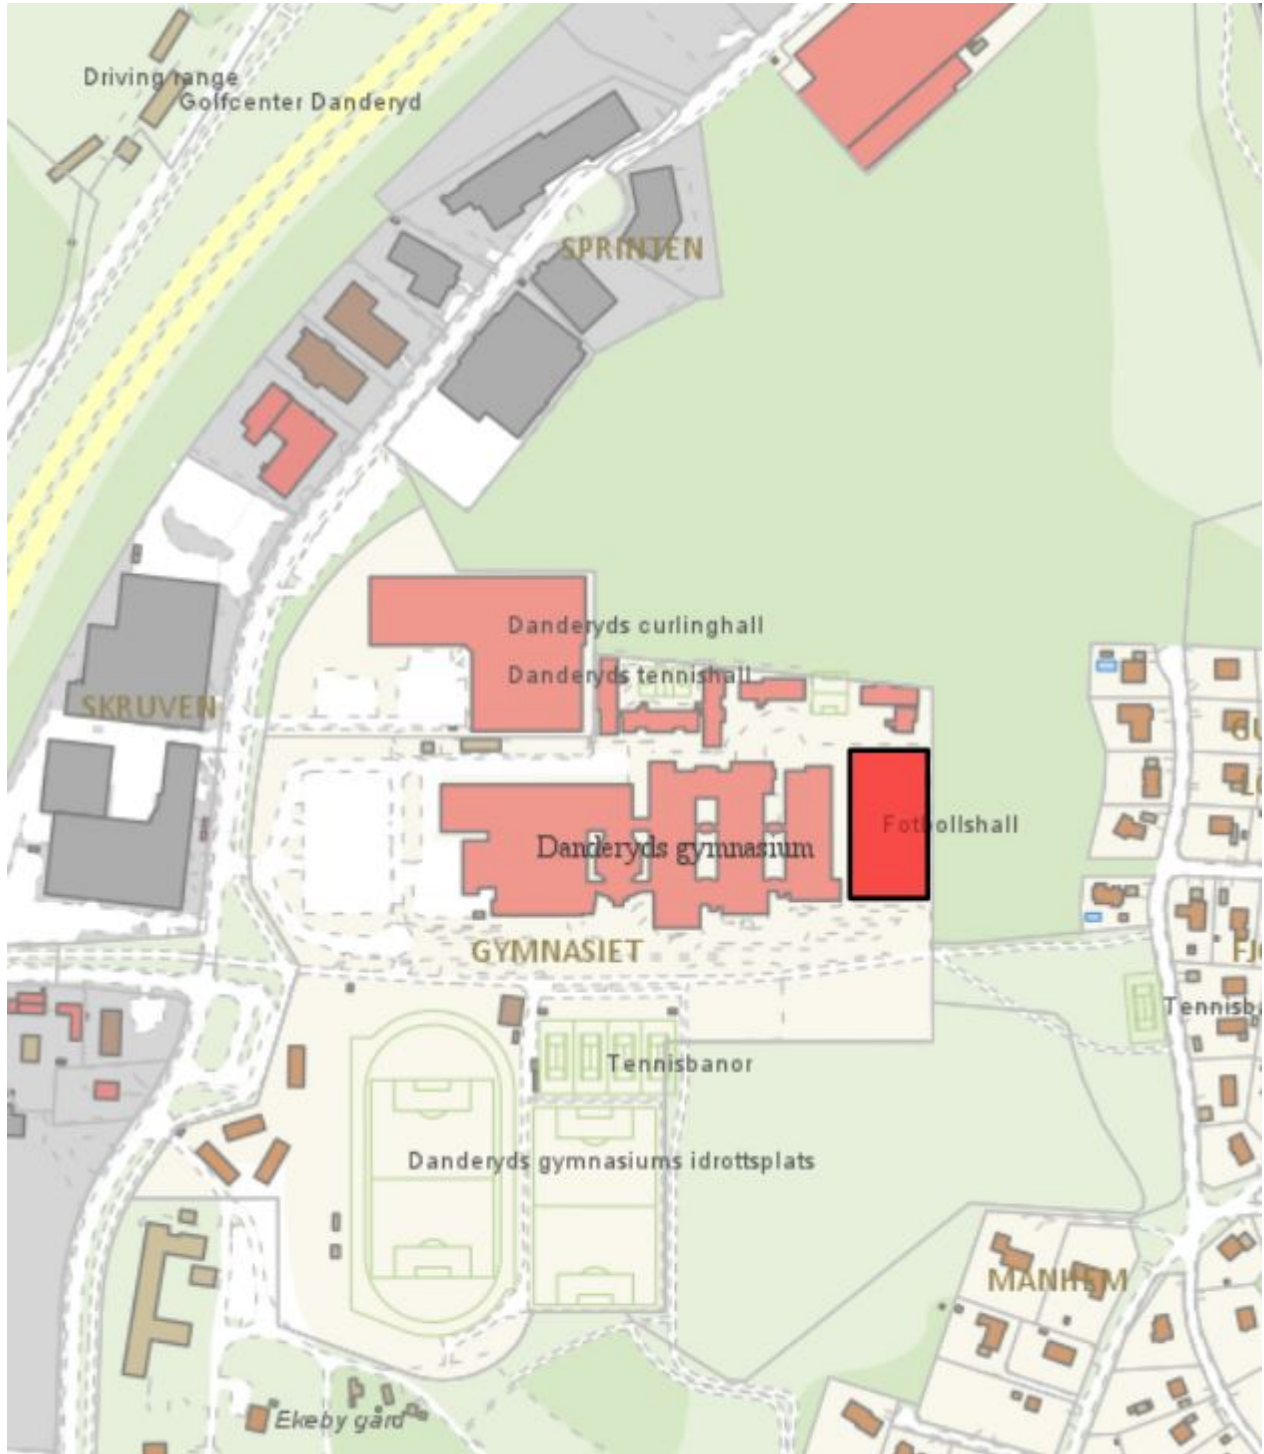 Driving range
Golfcenter Danderyd
SPRINTEN
Danderyds curlinghall
Danderyds tennishall
SKRUVEN
Fotbollshall
Danderyds gymnasium
GYMNASIET
Tennisbanor
Danderyds gymnasiums idrottsplats
MANHEM
Ekeby gård